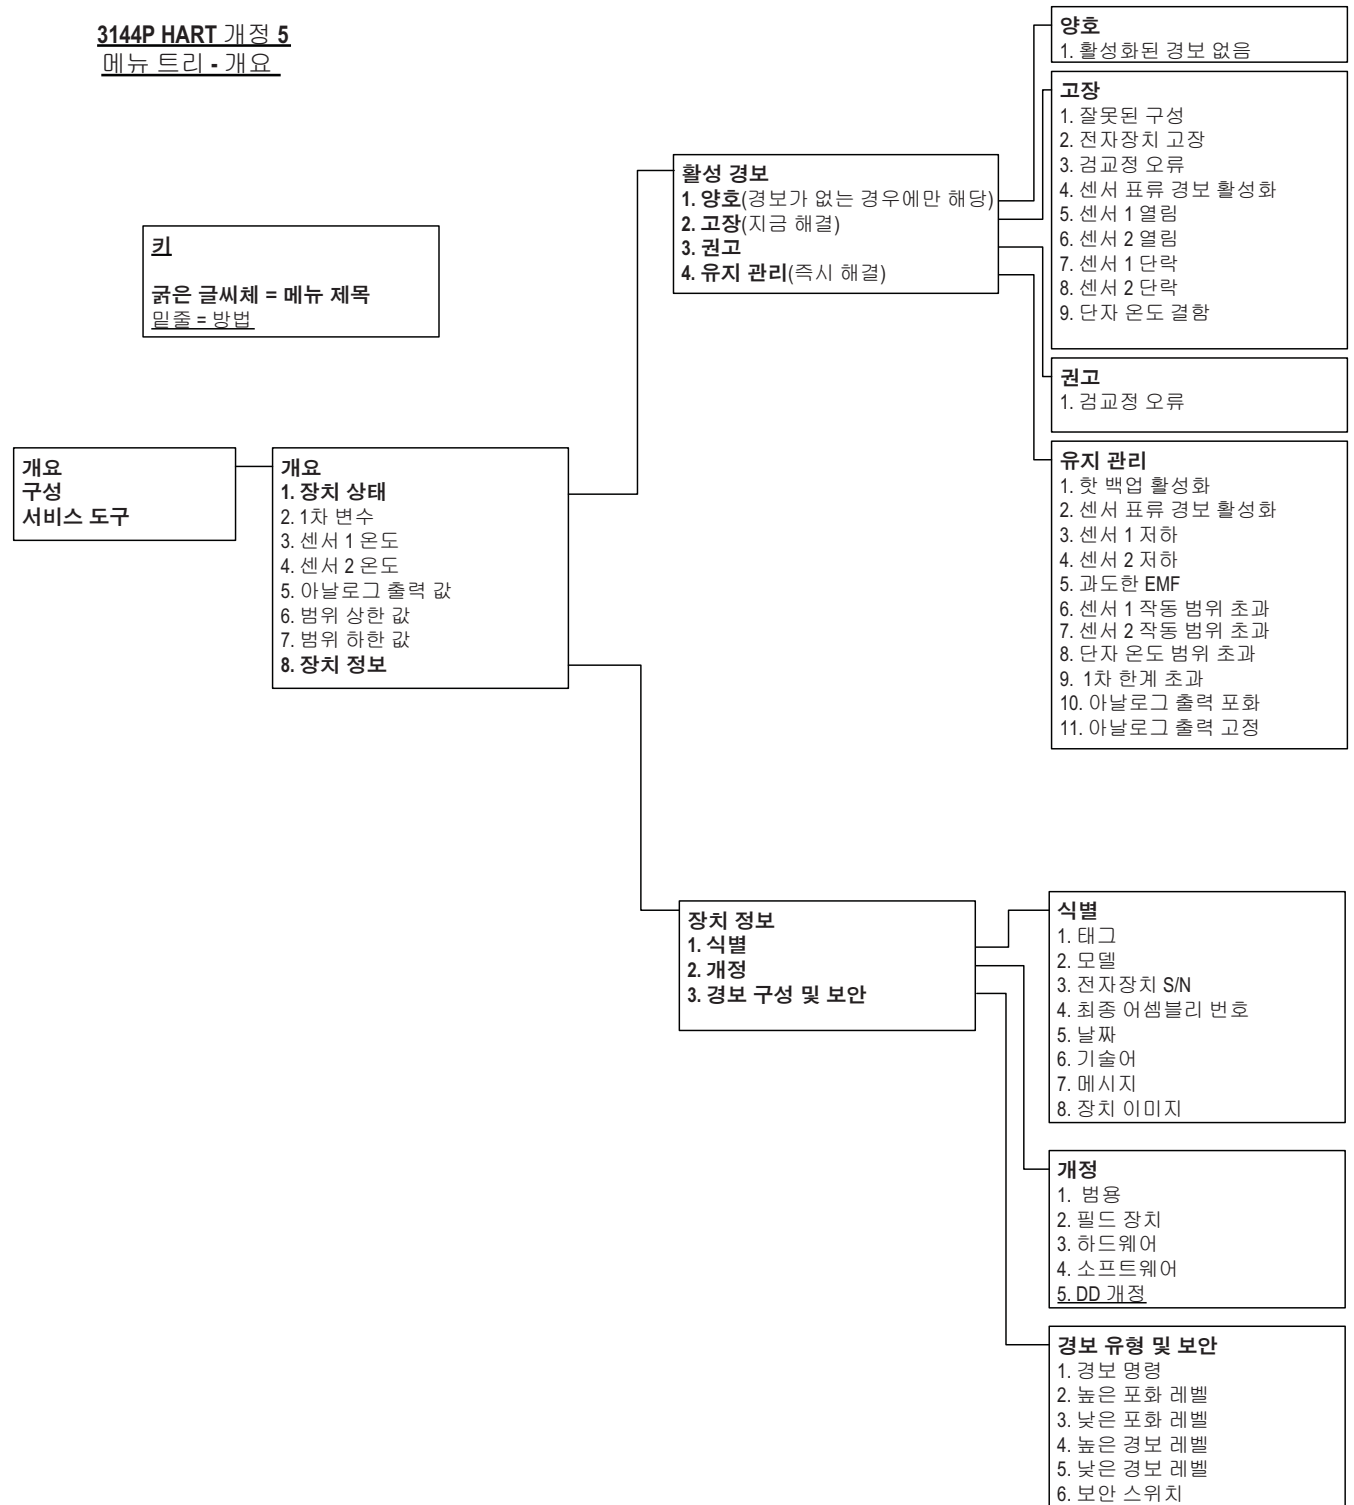 3144P HART 개정 5
메뉴 트리 - 개요
키
굵은 글씨체 = 메뉴 제목
밑줄 = 방법
개요
구성
서비스 도구
개요
1. 장치 상태
2. 1차 변수
3. 센서 1 온도
4. 센서 2 온도
5. 아날로그 출력 값
6. 범위 상한 값
7. 범위 하한 값
8. 장치 정보
활성 경보
1. 양호(경보가 없는 경우에만 해당)
2. 고장(지금 해결)
3. 권고
4. 유지 관리(즉시 해결)
양호
1. 활성화된 경보 없음
고장
1. 잘못된 구성
2. 전자장치 고장
3. 검교정 오류
4. 센서 표류 경보 활성화
5. 센서 1 열림
6. 센서 2 열림
7. 센서 1 단락
8. 센서 2 단락
9. 단자 온도 결함
권고
1. 검교정 오류
유지 관리
1. 핫 백업 활성화
2. 센서 표류 경보 활성화
3. 센서 1 저하
4. 센서 2 저하
5. 과도한 EMF
6. 센서 1 작동 범위 초과
7. 센서 2 작동 범위 초과
8. 단자 온도 범위 초과
9. 1차 한계 초과
10. 아날로그 출력 포화
11. 아날로그 출력 고정
장치 정보
1. 식별
2. 개정
3. 경보 구성 및 보안
식별
1. 태그
2. 모델
3. 전자장치 S/N
4. 최종 어셈블리 번호
5. 날짜
6. 기술어
7. 메시지
8. 장치 이미지
개정
1. 범용
2. 필드 장치
3. 하드웨어
4. 소프트웨어
5. DD 개정
경보 유형 및 보안
1. 경보 명령
2. 높은 포화 레벨
3. 낮은 포화 레벨
4. 높은 경보 레벨
5. 낮은 경보 레벨
6. 보안 스위치